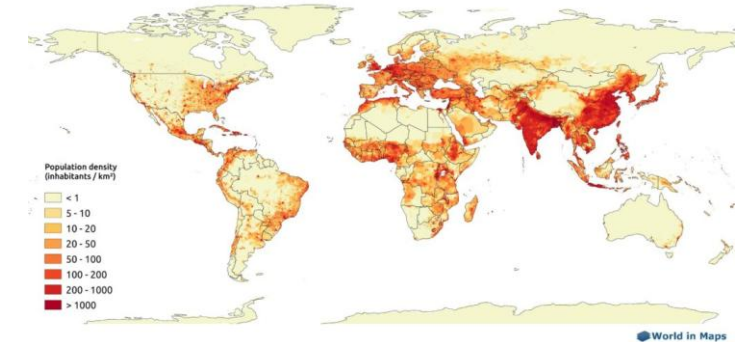 Population density
(inhabitants / km²)
< 1
5 - 10
10 - 20
20 - 50
50 - 100
100 - 200
200 - 1000
> 1000
World in Maps